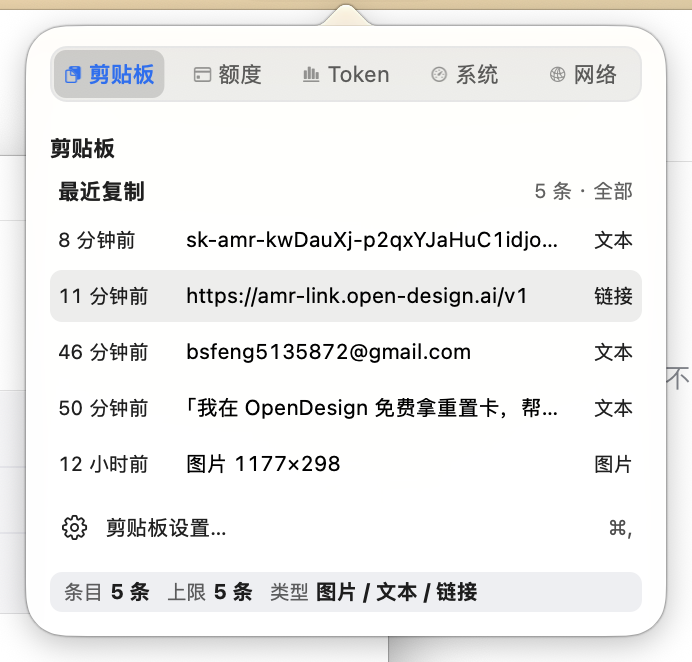 剪贴板 额度 Token 系统 网络
剪贴板
最近复制 5 条 · 全部
8 分钟前 sk-amr-kwDauXj-p2qxYJaHuC1idjo... 文本
11 分钟前 https://amr-link.open-design.ai/v1 链接
46 分钟前 bsfeng5135872@gmail.com 文本
50 分钟前 「我在 OpenDesign 免费拿重置卡，帮... 文本
12 小时前 图片 1177×298 图片
剪贴板设置... ⌘,
条目 5 条 上限 5 条 类型 图片 / 文本 / 链接
不